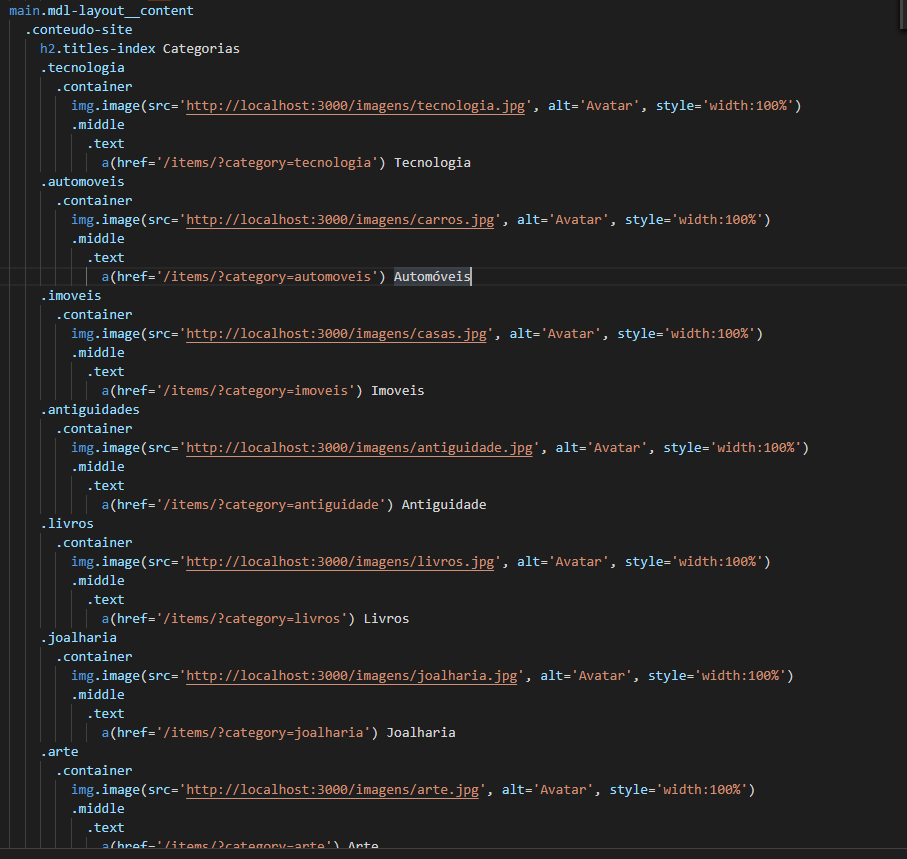 main.mdl-layout__content
.conteudo-site
h2.titles-index Categorias
.tecnologia
.container
img.image(src='http://localhost:3000/imagens/tecnologia.jpg', alt='Avatar', style='width:100%')
.middle
.text
a(href='/items/?category=tecnologia') Tecnologia
.automoveis
.container
img.image(src='http://localhost:3000/imagens/carros.jpg', alt='Avatar', style='width:100%')
.middle
.text
a(href='/items/?category=automoveis') Automóveis
.imoveis
.container
img.image(src='http://localhost:3000/imagens/casas.jpg', alt='Avatar', style='width:100%')
.middle
.text
a(href='/items/?category=imoveis') Imoveis
.antiguidades
.container
img.image(src='http://localhost:3000/imagens/antiguidade.jpg', alt='Avatar', style='width:100%')
.middle
.text
a(href='/items/?category=antiguidade') Antiguidade
.livros
.container
img.image(src='http://localhost:3000/imagens/livros.jpg', alt='Avatar', style='width:100%')
.middle
.text
a(href='/items/?category=livros') Livros
.joalharia
.container
img.image(src='http://localhost:3000/imagens/joalharia.jpg', alt='Avatar', style='width:100%')
.middle
.text
a(href='/items/?category=joalharia') Joalharia
.arte
.container
img.image(src='http://localhost:3000/imagens/arte.jpg', alt='Avatar', style='width:100%')
.middle
.text
a(href='/items/?category=arte') Arte